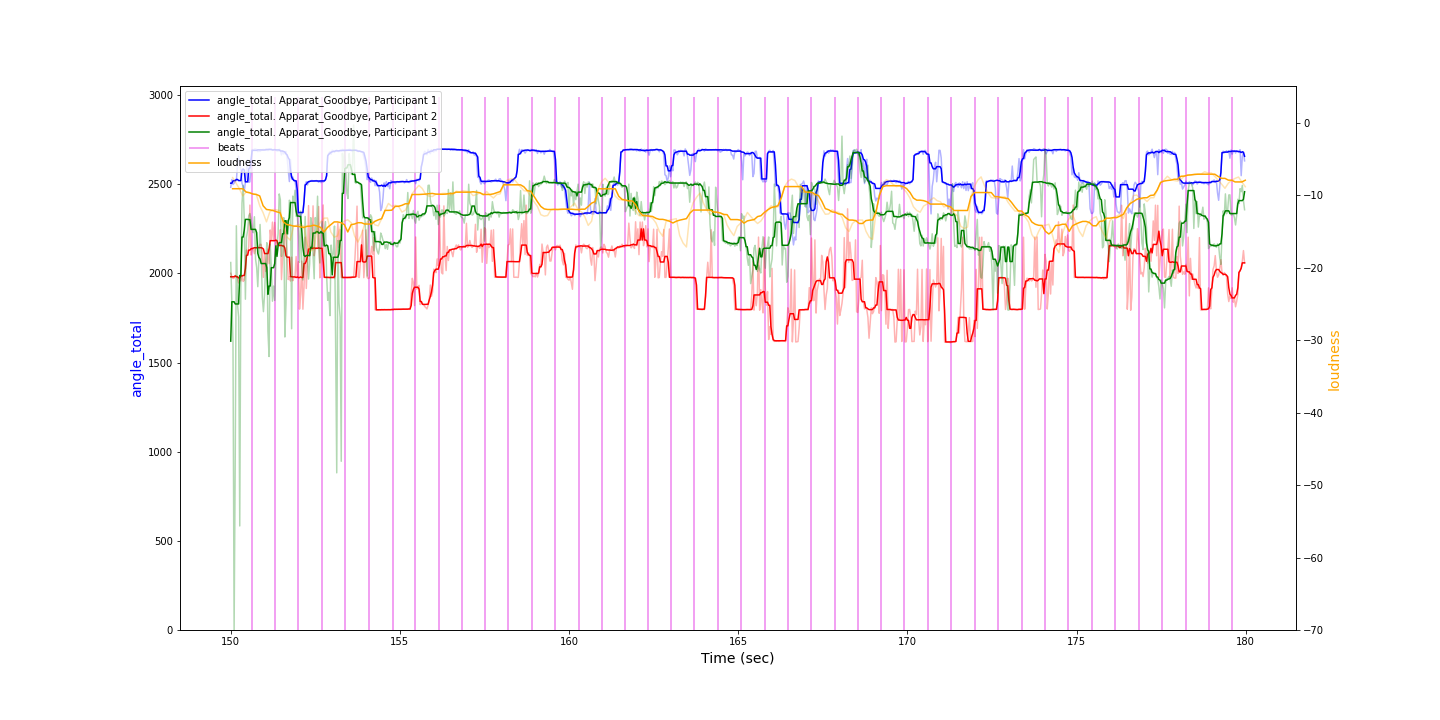 angle_total. Apparat_Goodbye, Participant 1
angle_total. Apparat_Goodbye, Participant 2
angle_total. Apparat_Goodbye, Participant 3
beats
loudness
3000
2500
2000
1500
1000
500
0
angle_total
0
−10
−20
−30
−40
−50
−60
−70
loudness
150
155
160
165
170
175
180
Time (sec)